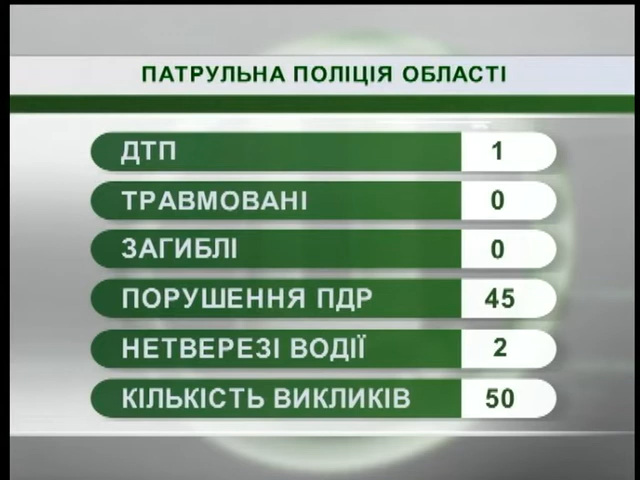 ПАТРУЛЬНА ПОЛІЦІЯ ОБЛАСТІ
ДТП 1
ТРАВМОВАНІ 0
ЗАГИБЛІ 0
ПОРУШЕННЯ ПДР 45
НЕТВЕРЕЗІ ВОДІЇ 2
КІЛЬКІСТЬ ВИКЛИКІВ 50